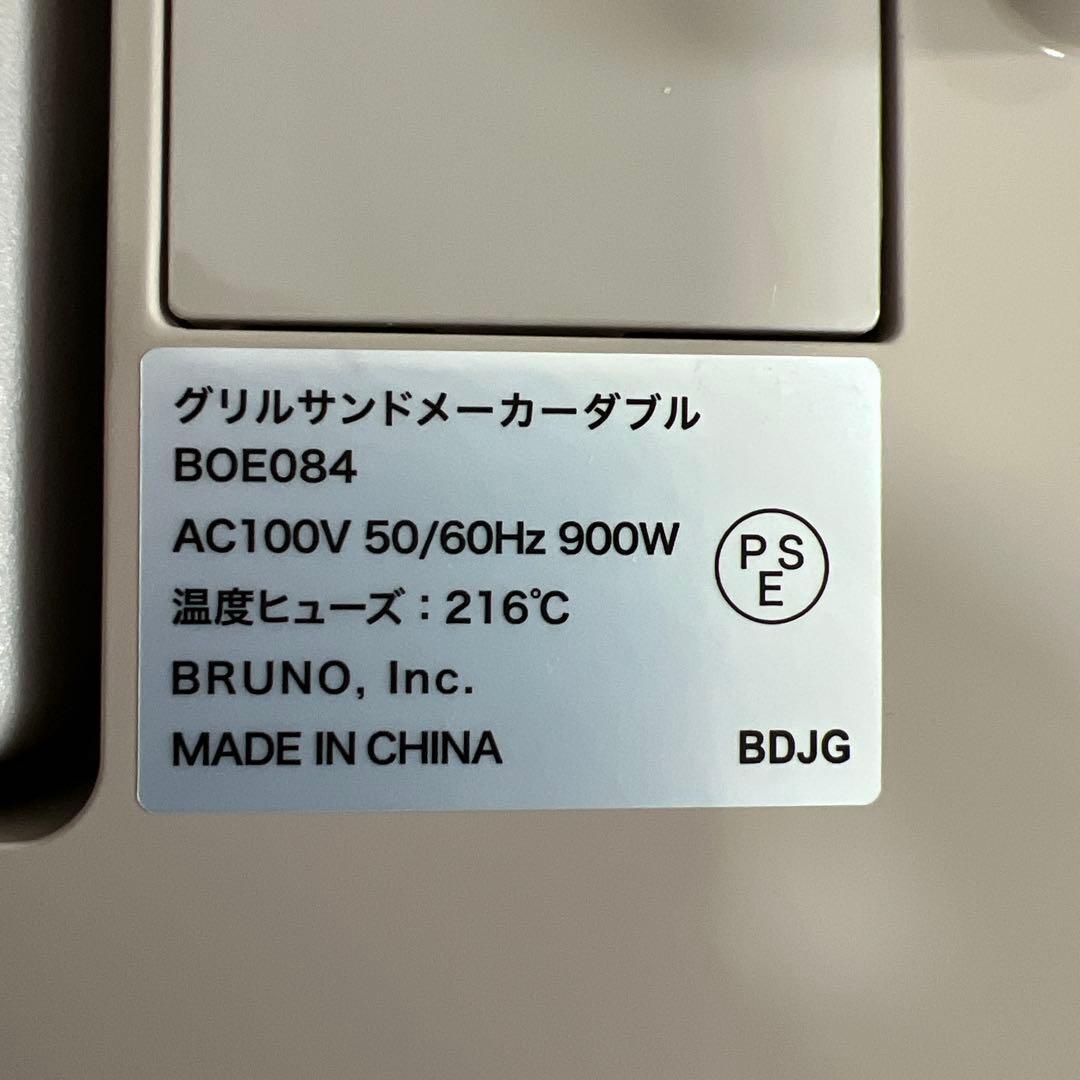 グリルサンドメーカーダブル
BOE084
AC100V 50/60Hz 900W
PSE
温度ヒューズ：216℃
BRUNO, Inc.
MADE IN CHINA
BDJG